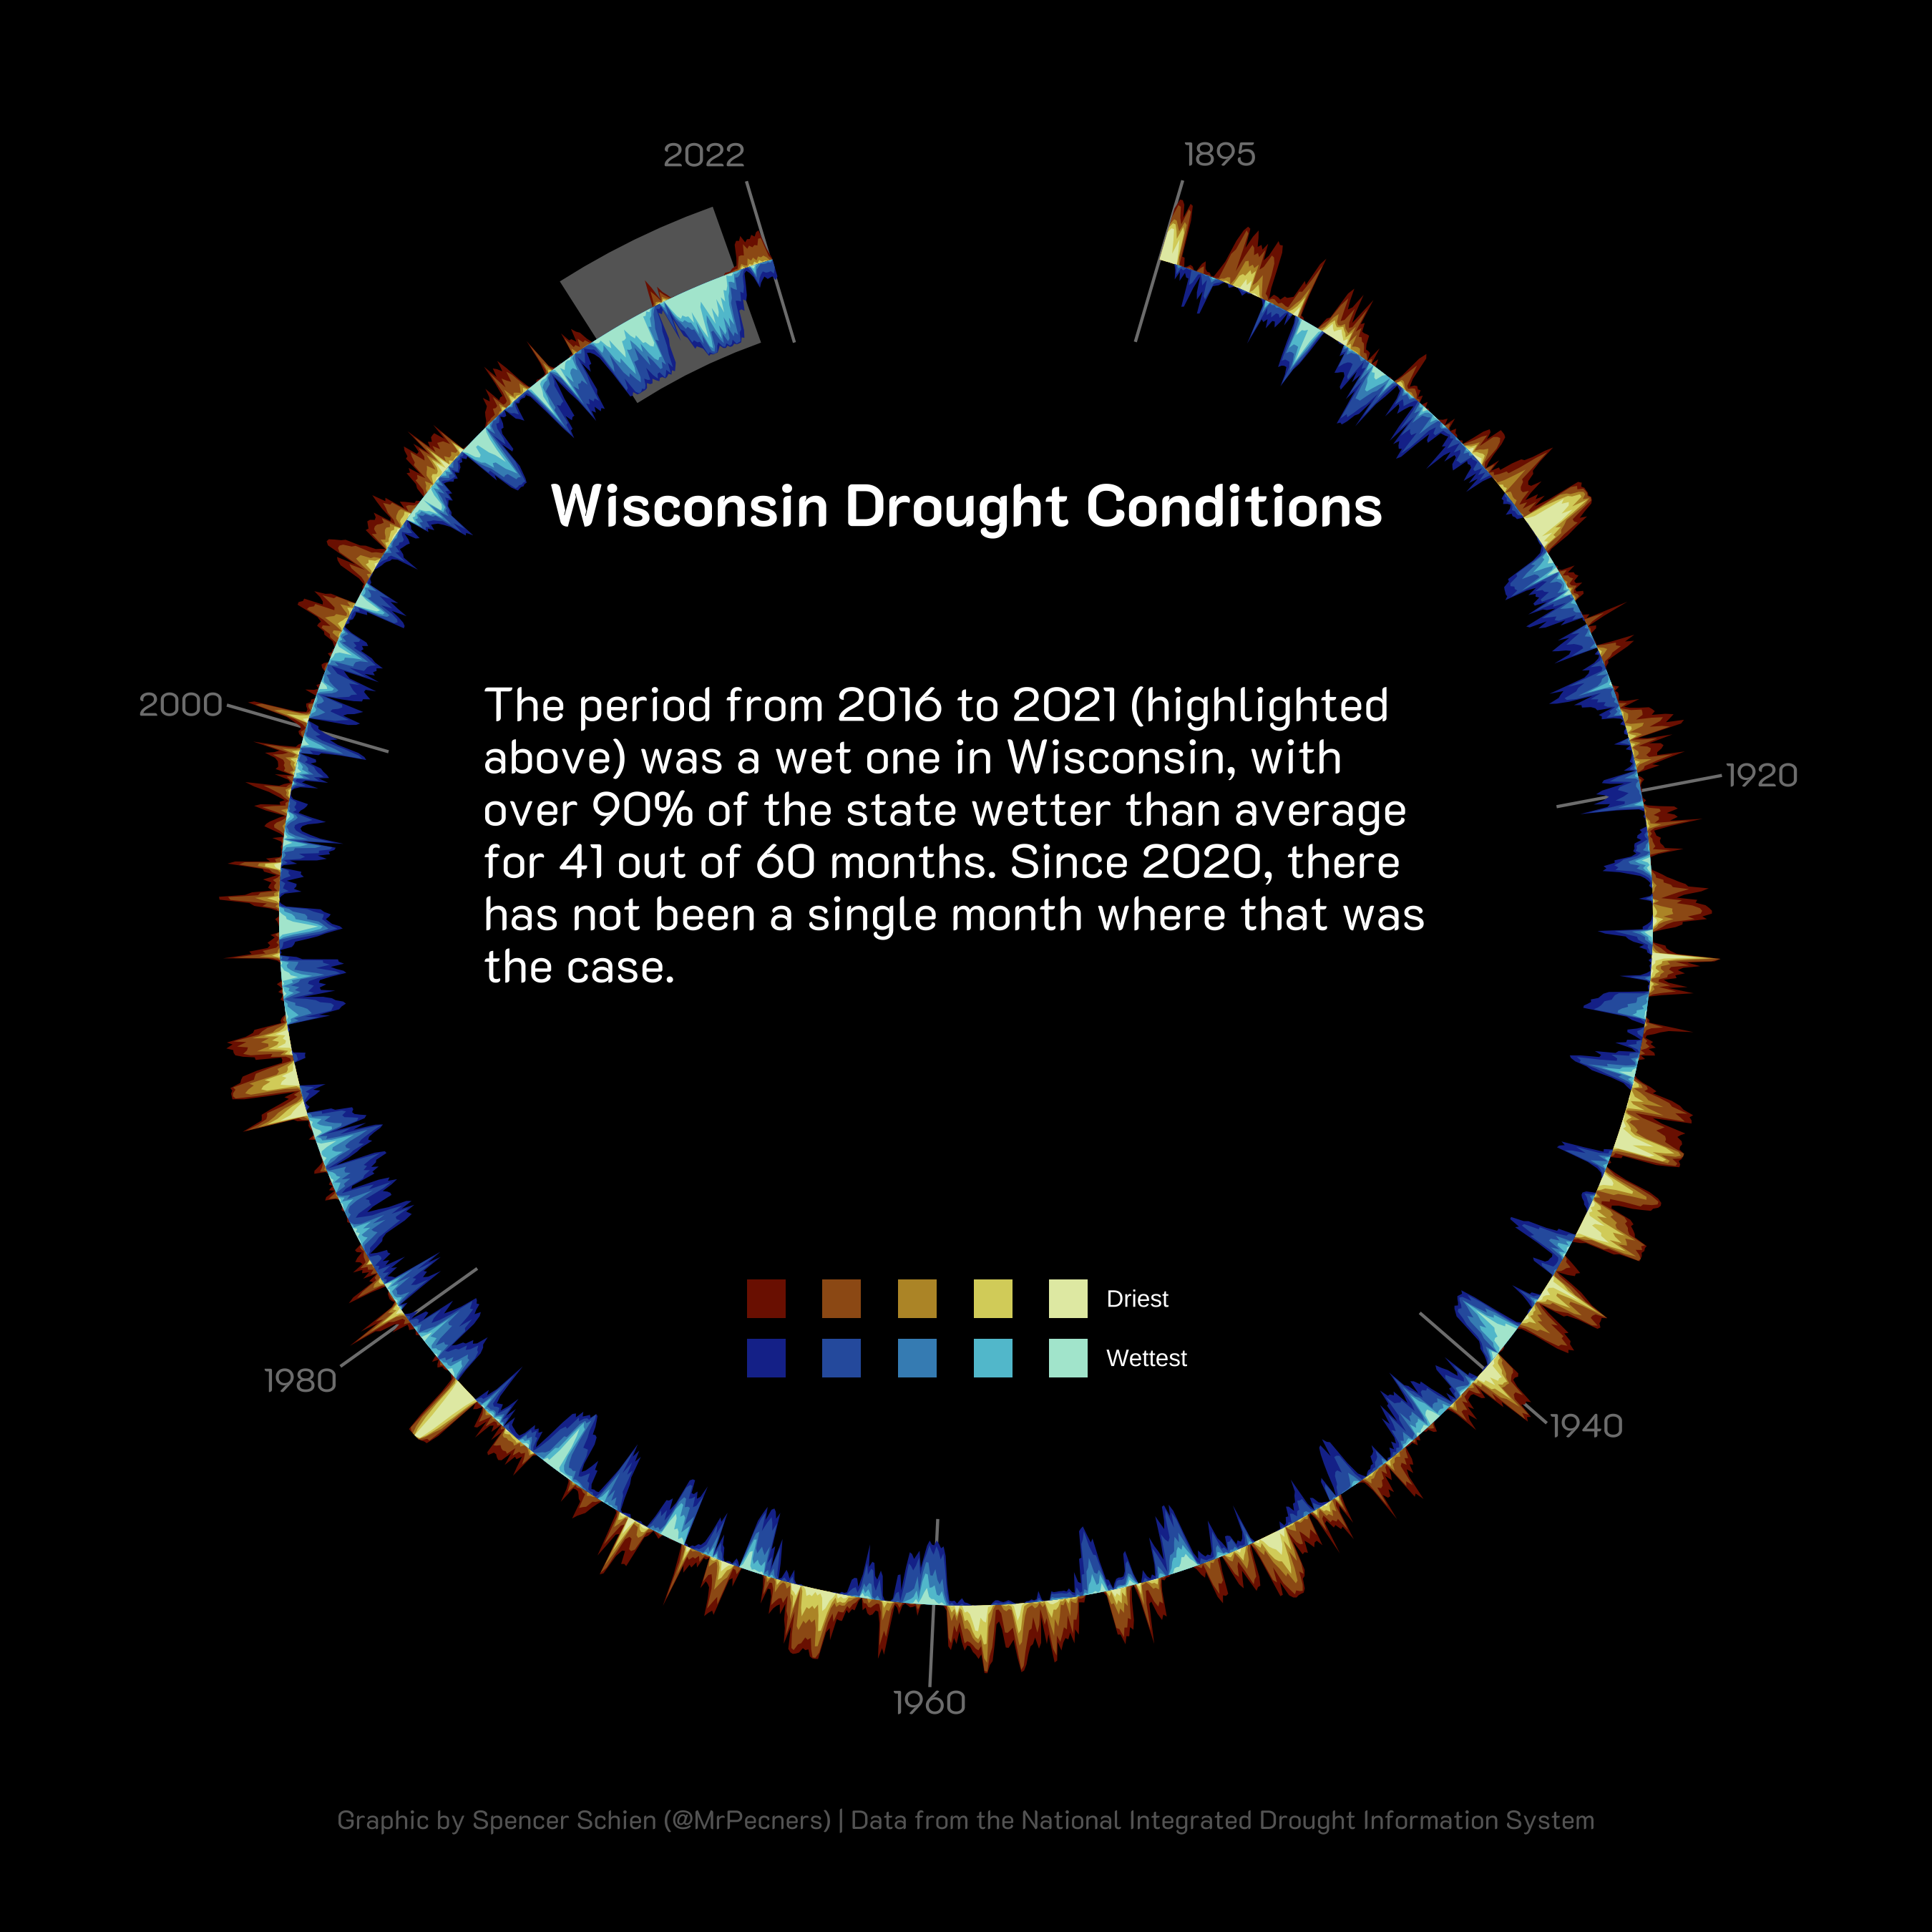 2022
1895
Wisconsin Drought Conditions
2000
The period from 2016 to 2021 (highlighted
above) was a wet one in Wisconsin, with
over 90% of the state wetter than average
for 41 out of 60 months. Since 2020, there
has not been a single month where that was
the case.
1920
Driest
Wettest
1980
1940
1960
Graphic by Spencer Schien (@MrPecners) | Data from the National Integrated Drought Information System